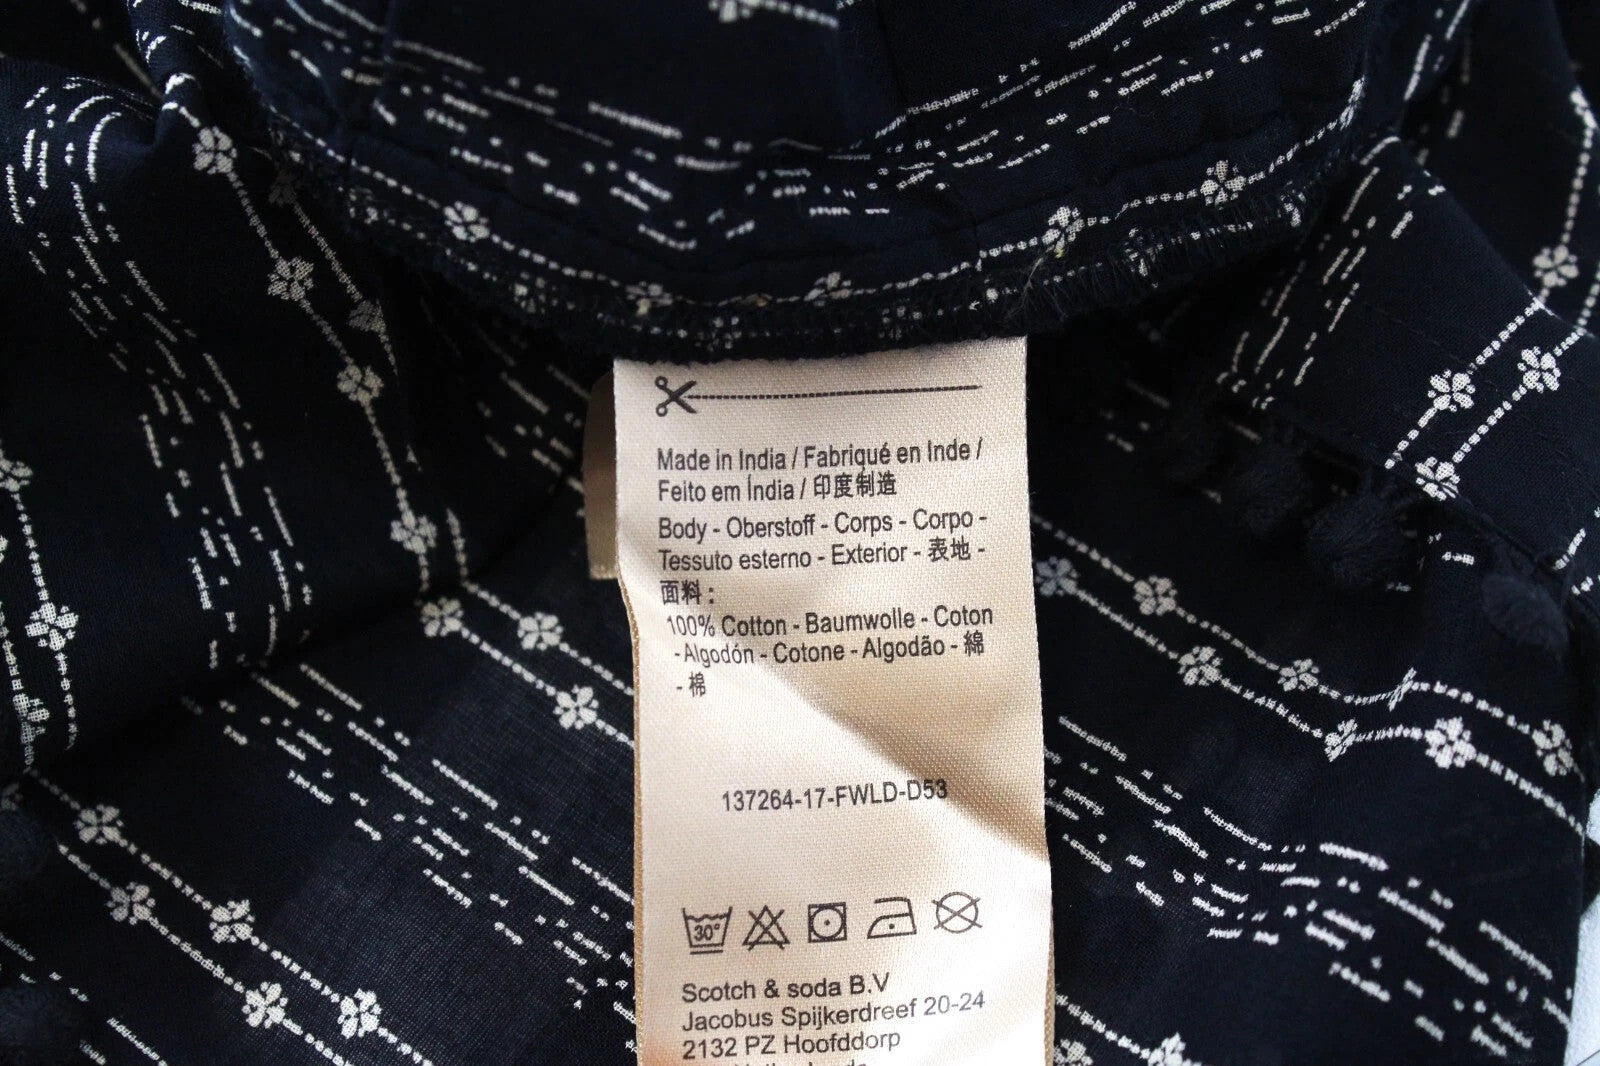 Made in India / Fabriqué en Inde /
Feito em Índia / 印度制造
Body - Oberstoff - Corps - Corpo -
Tessuto esterno - Exterior - 表地 -
面料 :
100% Cotton - Baumwolle - Coton
- Algodón - Cotone - Algodão - 綿
- 棉
137264-17-FWLD-D53
30°
Scotch & soda B.V
Jacobus Spijkerdreef 20-24
2132 PZ Hoofddorp